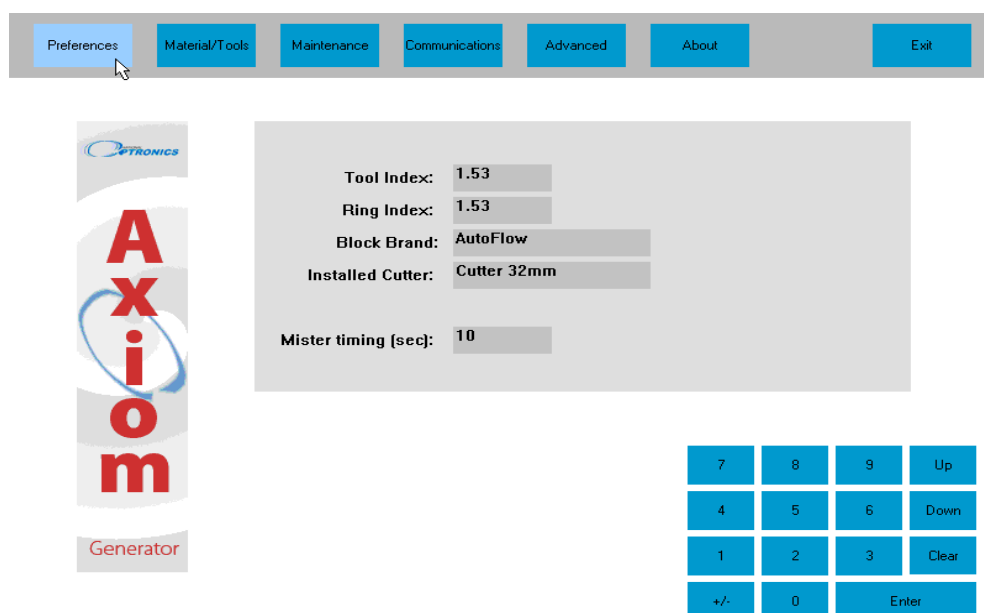 Preferences Material/Tools Maintenance Communications Advanced About Exit
OPTRONICS
Axiom
Generator
Tool Index: 1.53
Ring Index: 1.53
Block Brand: AutoFlow
Installed Cutter: Cutter 32mm
Mister timing (sec): 10
7 8 9 Up
4 5 6 Down
1 2 3 Clear
+/- 0 Enter